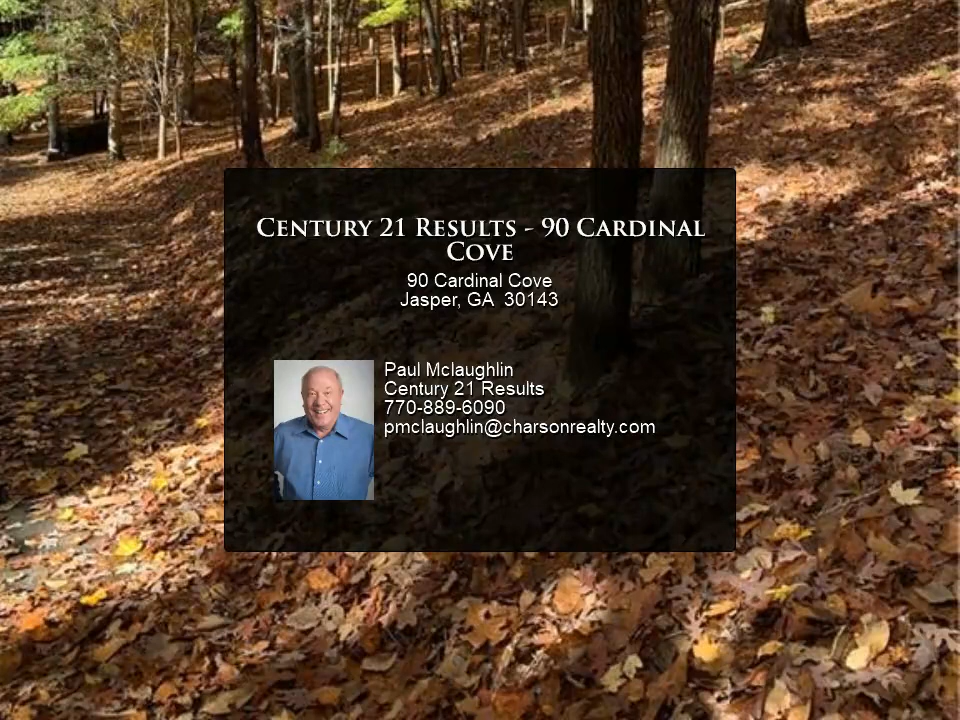 Century 21 Results - 90 Cardinal
Cove
90 Cardinal Cove
Jasper, GA  30143
Paul Mclaughlin
Century 21 Results
770-889-6090
pmclaughlin@charsonrealty.com